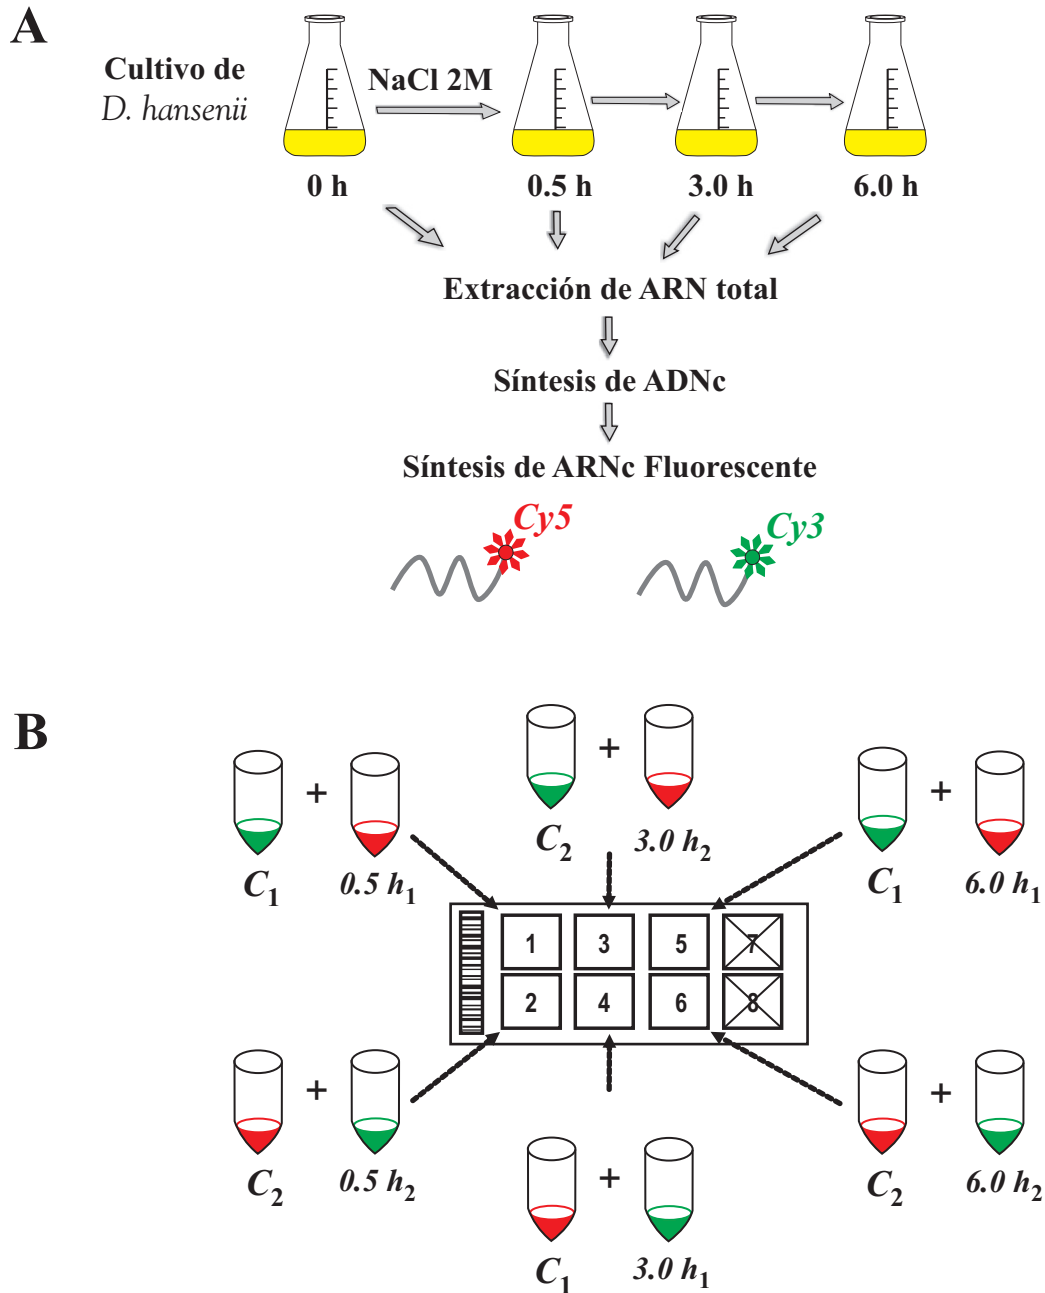 A
Cultivo de
D. hansenii
NaCl 2M
0 h
0.5 h
3.0 h
6.0 h
Extracción de ARN total
Síntesis de ADNc
Síntesis de ARNc Fluorescente
Cy5
Cy3
B
+
C2
3.0 h2
+
C1
0.5 h1
+
C1
6.0 h1
1
3
5
7
2
4
6
8
+
C2
0.5 h2
+
C1
3.0 h1
+
C2
6.0 h2